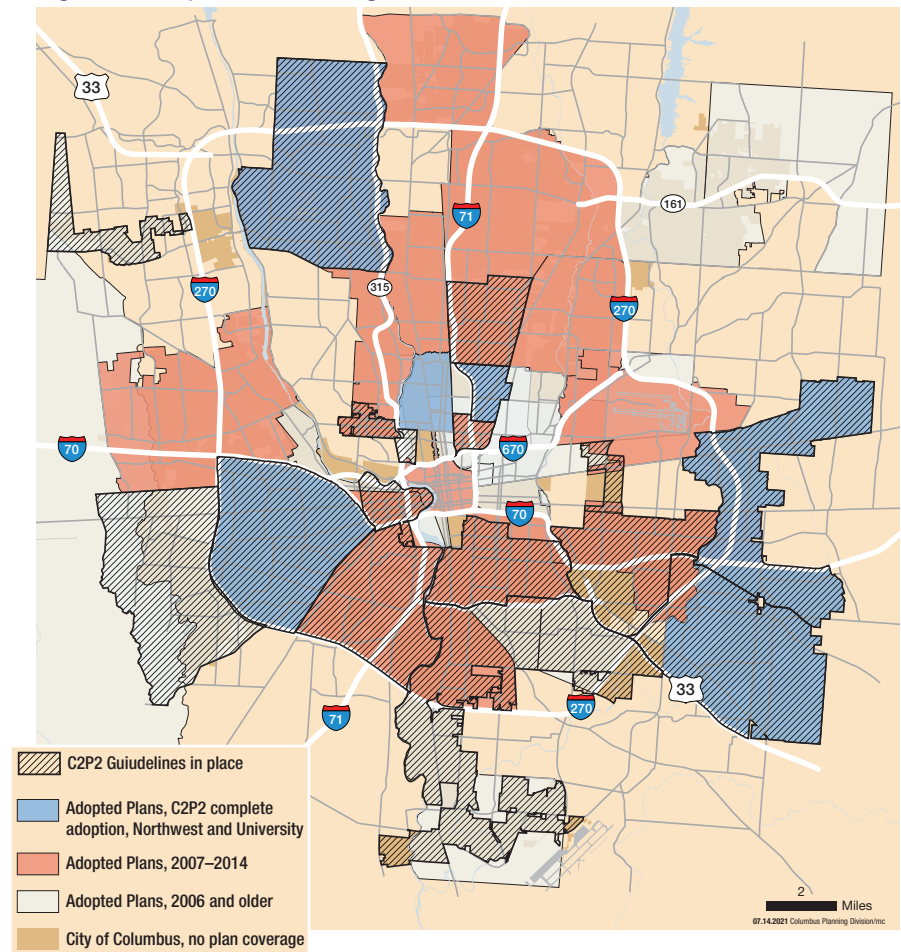 33
161
71
270
315
270
70
670
70
33
270
71
C2P2 Guiudelines in place
Adopted Plans, C2P2 complete
adoption, Northwest and University
Adopted Plans, 2007–2014
Adopted Plans, 2006 and older
City of Columbus, no plan coverage
2
Miles
07.14.2021 Columbus Planning Division/mc